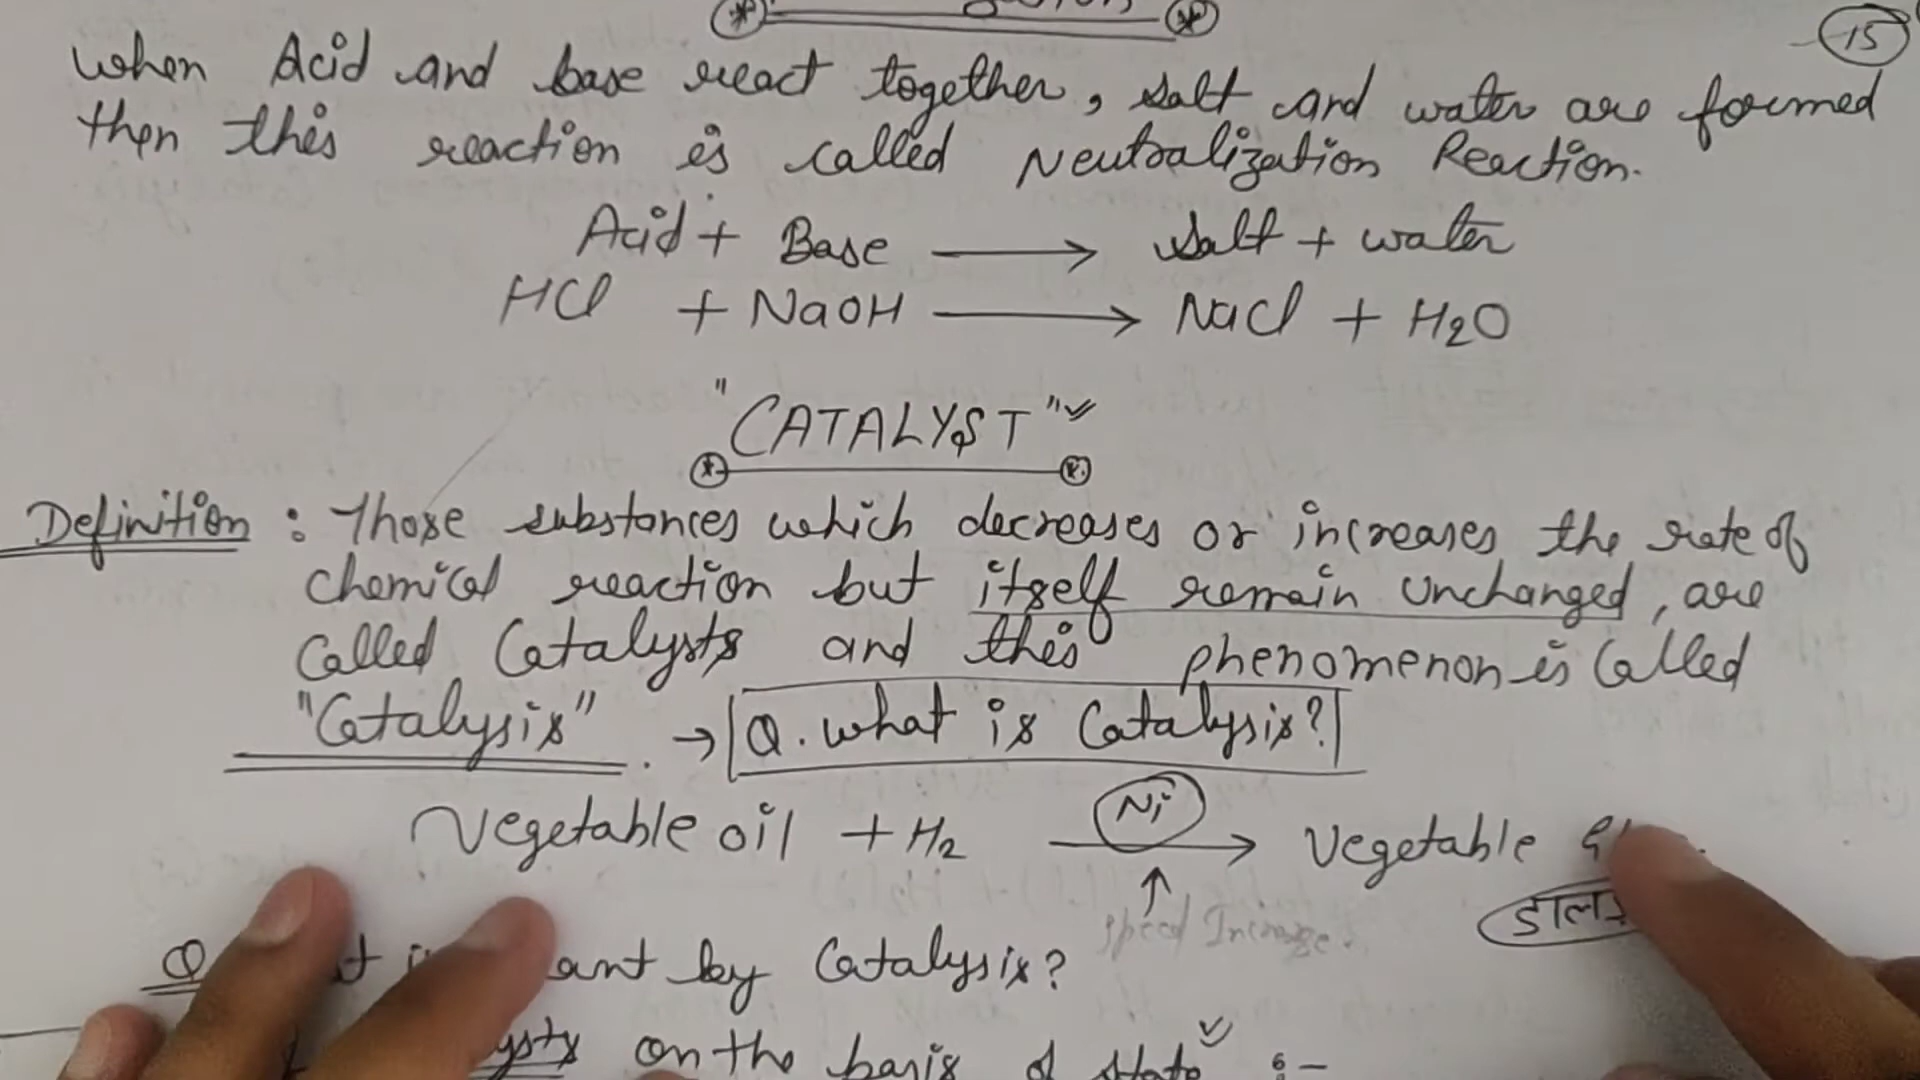 15
when Acid and base react together, salt and water are formed
then this reaction is called Neutralization Reaction.
Acid + Base → salt + water
HCl + NaOH → NaCl + H2O
"CATALYST"
Definition : Those substances which decreases or increases the rate of
chemical reaction but itself remain unchanged, are
called Catalysts and this phenomenon is called
"Catalysis". → Q. what is Catalysis?
Ni
Vegetable oil + H2 → Vegetable
↑
speed Increase.
Q by Catalysis?
on the basis of state :-